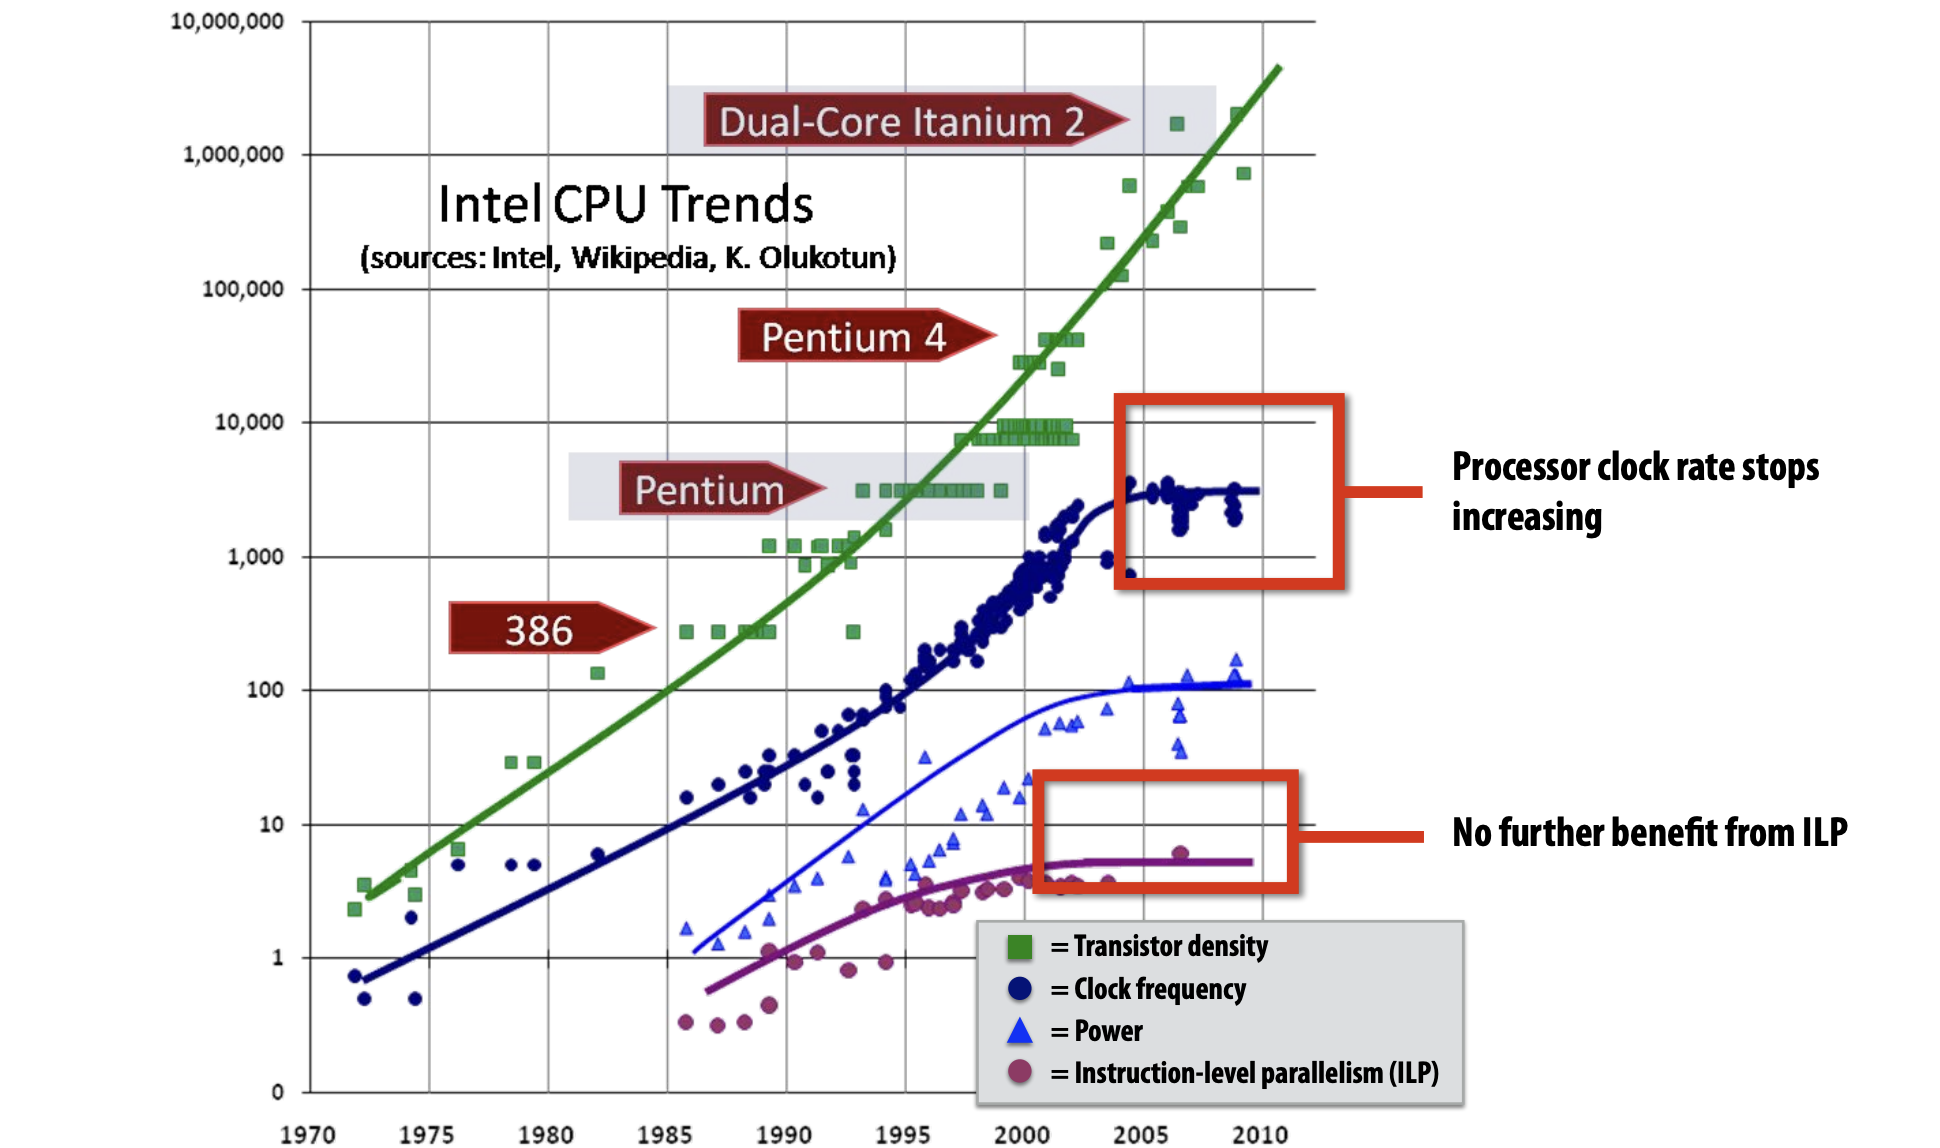 10,000,000
1,000,000
100,000
10,000
1,000
100
10
1
0
Dual-Core Itanium 2
Intel CPU Trends
(sources: Intel, Wikipedia, K. Olukotun)
Pentium 4
Pentium
386
Processor clock rate stops
increasing
No further benefit from ILP
= Transistor density
= Clock frequency
= Power
= Instruction-level parallelism (ILP)
1970 1975 1980 1985 1990 1995 2000 2005 2010